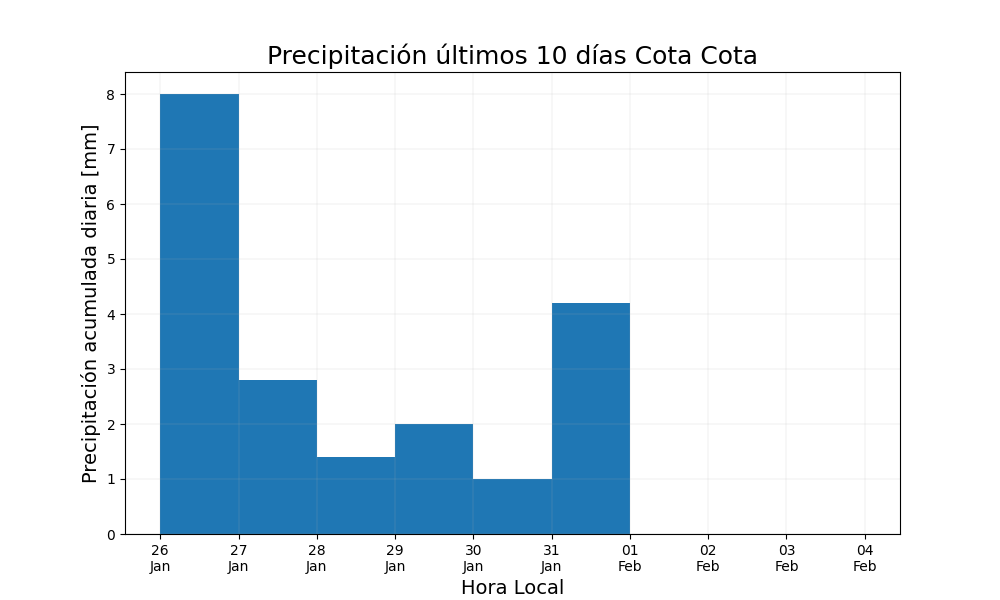 Precipitación últimos 10 días Cota Cota
Precipitación acumulada diaria [mm]
8
7
6
5
4
3
2
1
0
26 27 28 29 30 31 01 02 03 04
Jan Jan Jan Jan Jan Jan Feb Feb Feb Feb
Hora Local